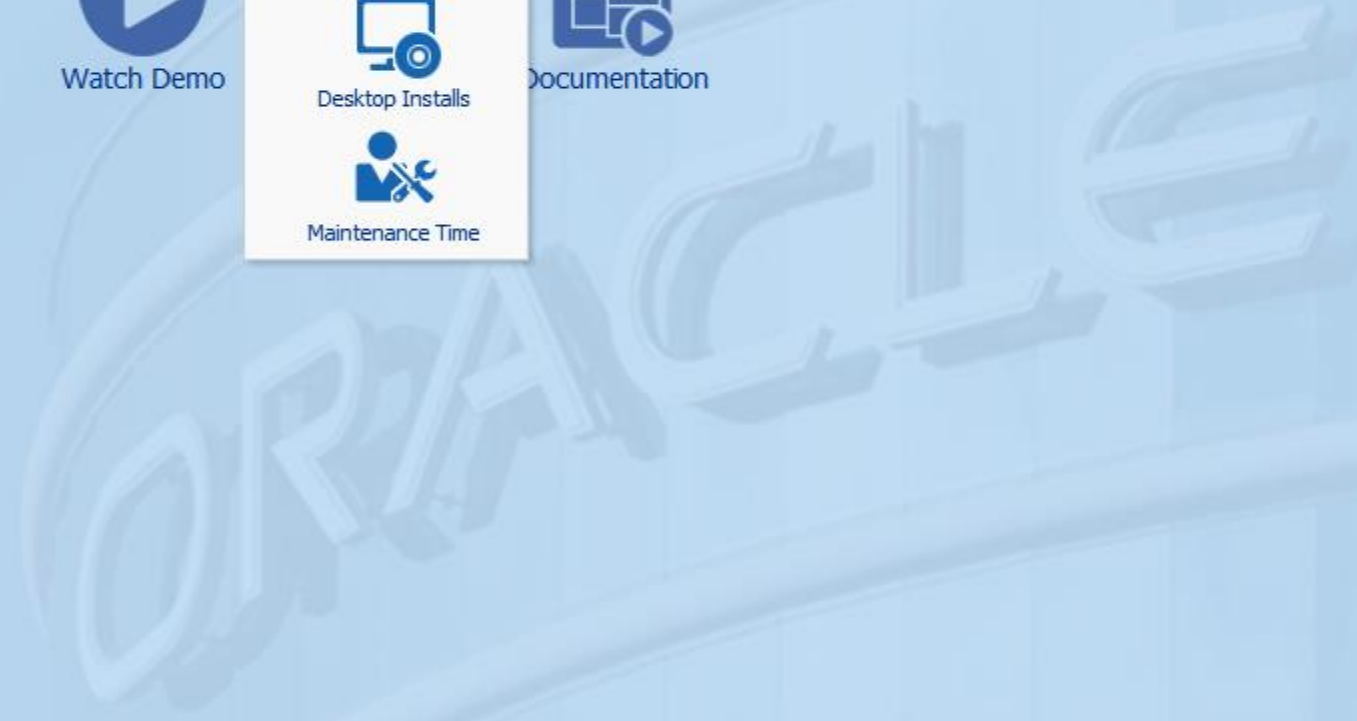 Watch Demo
Desktop Installs
Documentation
Maintenance Time
ORACLE